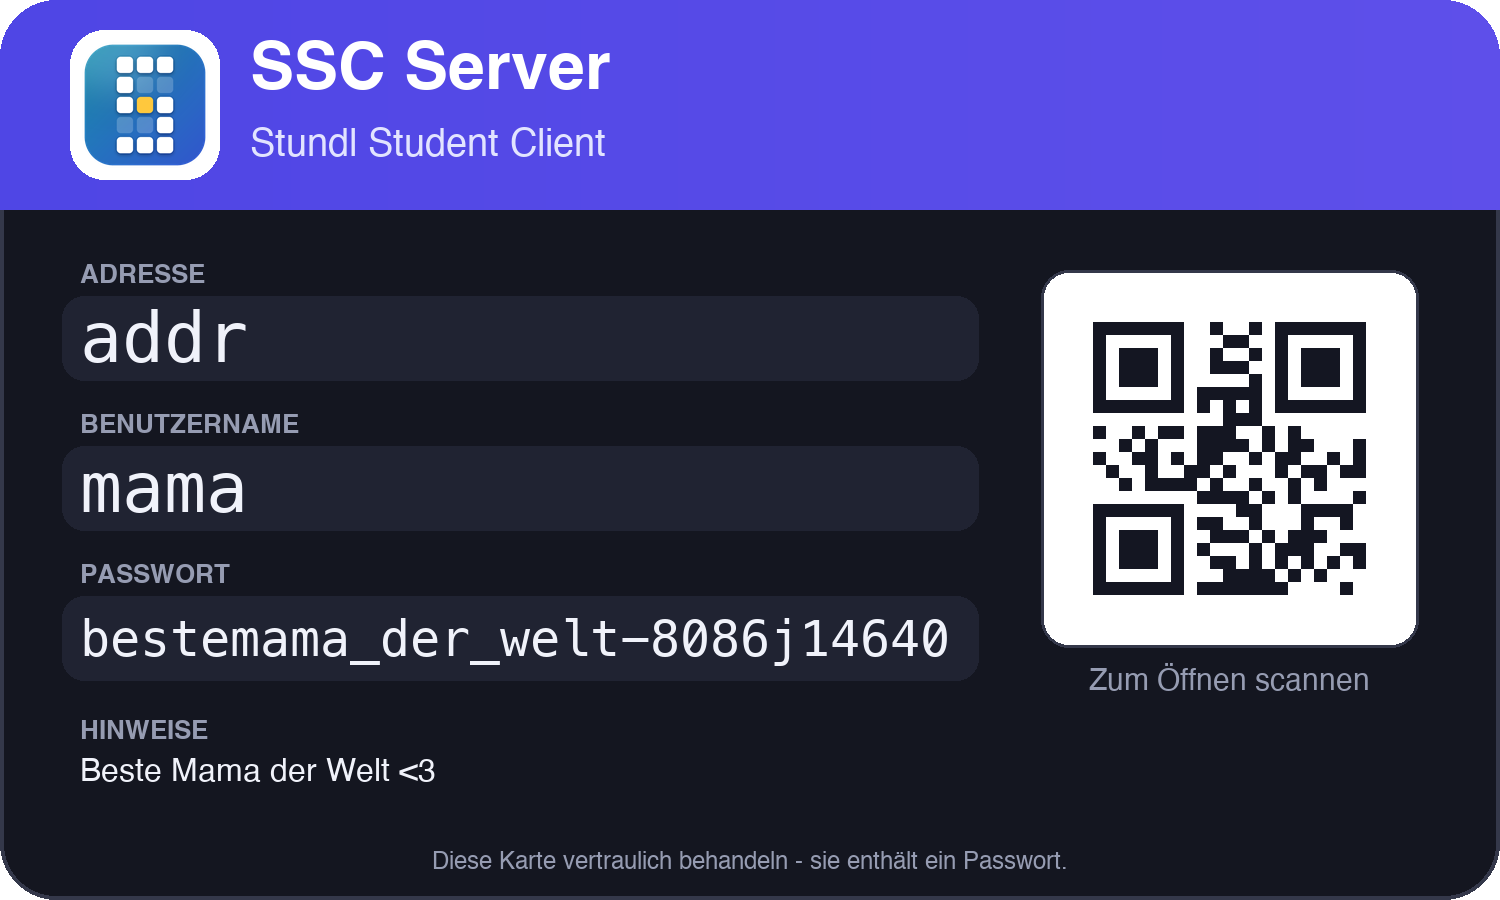 SSC Server
Stundl Student Client
ADRESSE
addr
BENUTZERNAME
mama
PASSWORT
bestemama_der_welt-8086j14640
HINWEISE
Beste Mama der Welt <3
Zum Öffnen scannen
Diese Karte vertraulich behandeln - sie enthält ein Passwort.